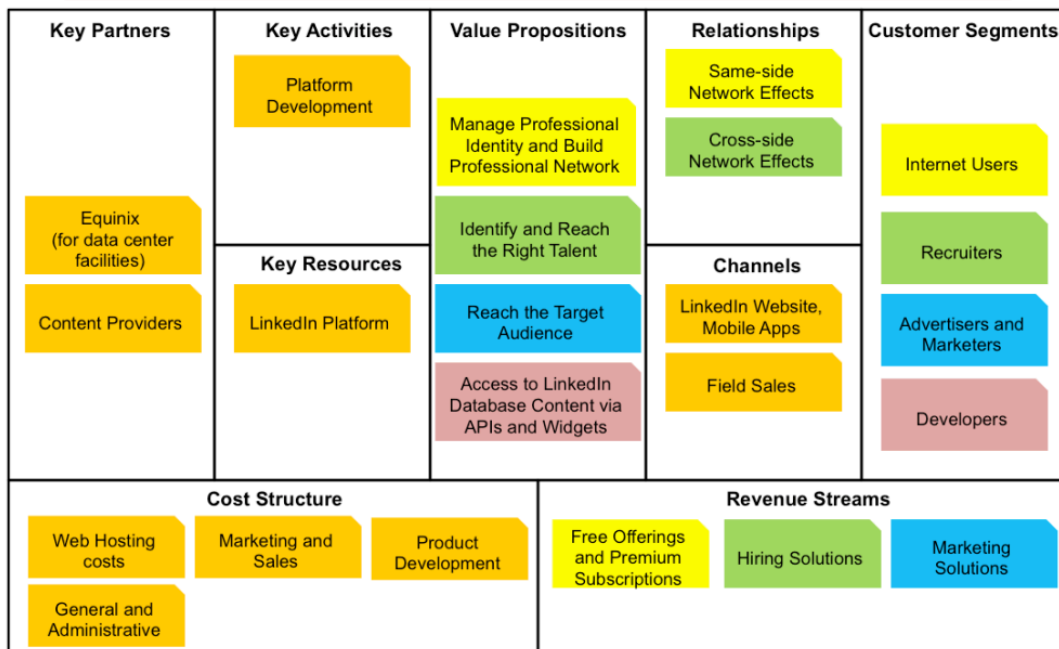 Key Partners
Equinix
(for data center
facilities)
Content Providers
Key Activities
Platform
Development
Key Resources
LinkedIn Platform
Value Propositions
Manage Professional
Identity and Build
Professional Network
Identify and Reach
the Right Talent
Reach the Target
Audience
Access to LinkedIn
Database Content via
APIs and Widgets
Relationships
Same-side
Network Effects
Cross-side
Network Effects
Channels
LinkedIn Website,
Mobile Apps
Field Sales
Customer Segments
Internet Users
Recruiters
Advertisers and
Marketers
Developers
Cost Structure
Web Hosting
costs
Marketing and
Sales
Product
Development
General and
Administrative
Revenue Streams
Free Offerings
and Premium
Subscriptions
Hiring Solutions
Marketing
Solutions